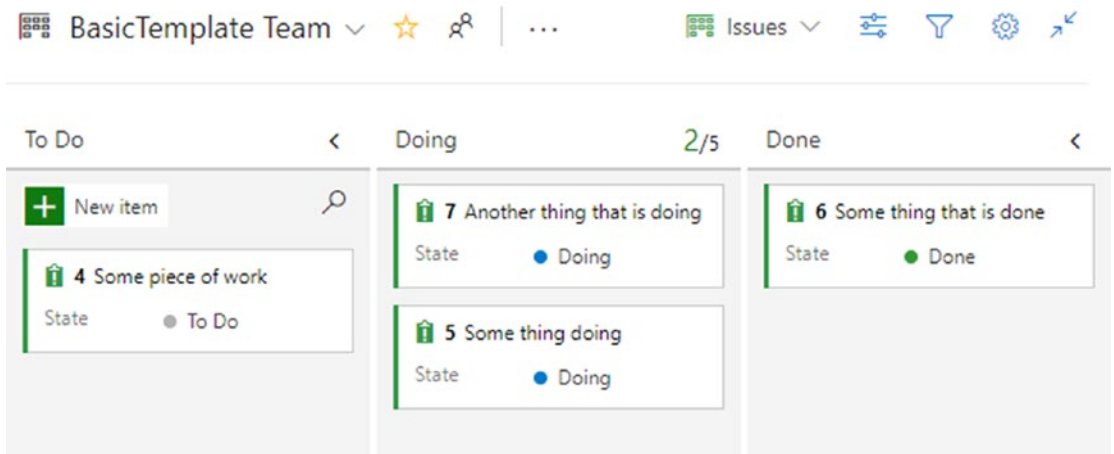 BasicTemplate Team
Issues
To Do
Doing
2/5
Done
New item
4 Some piece of work
State
To Do
7 Another thing that is doing
State
Doing
5 Some thing doing
State
Doing
6 Some thing that is done
State
Done